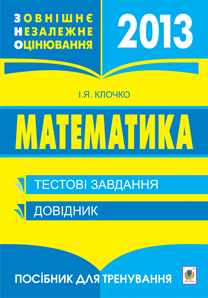 ЗОВНІШНЄ
НЕЗАЛЕЖНЕ
ОЦІНЮВАННЯ
2013
І.Я. КЛОЧКО
МАТЕМАТИКА
ТЕСТОВІ ЗАВДАННЯ
ДОВІДНИК
ПОСІБНИК ДЛЯ ТРЕНУВАННЯ